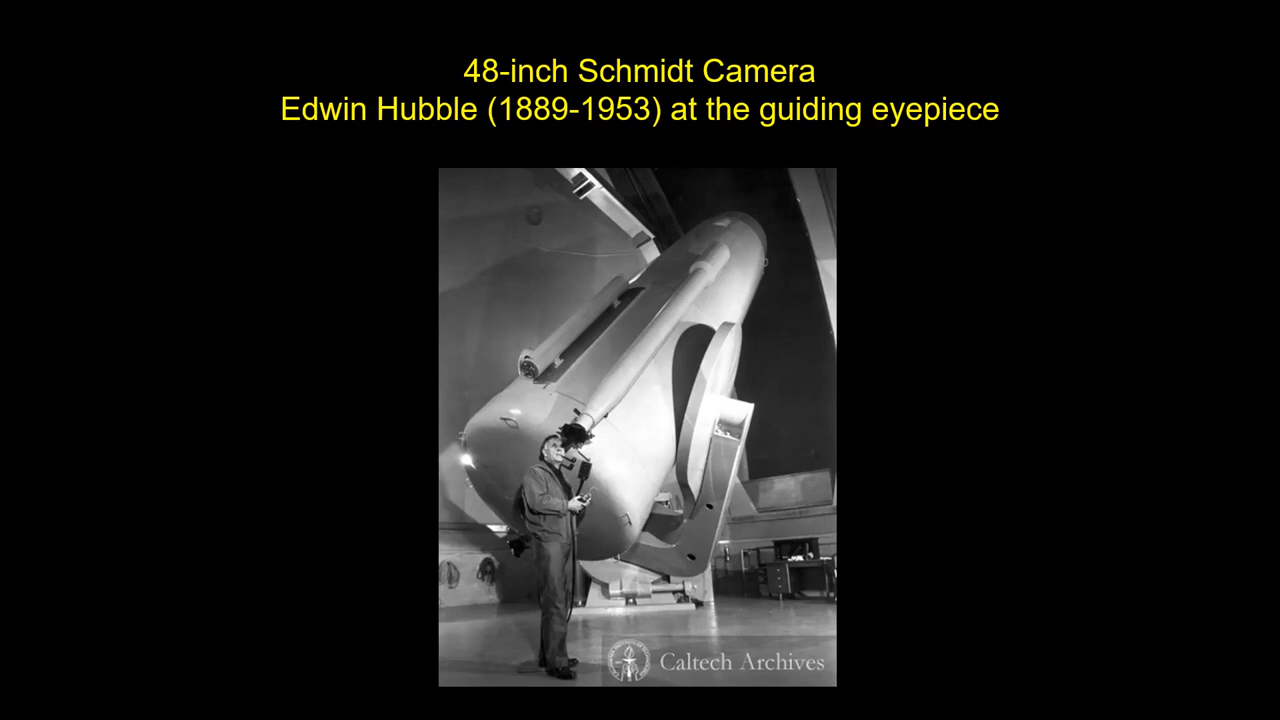 48-inch Schmidt Camera
Edwin Hubble (1889-1953) at the guiding eyepiece
Caltech Archives